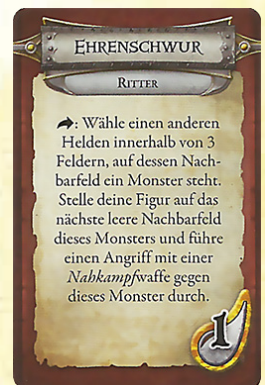 EHRENSCHWUR
RITTER
: Wähle einen anderen
Helden innerhalb von 3
Feldern, auf dessen Nach-
barfeld ein Monster steht.
Stelle deine Figur auf das
nächste leere Nachbarfeld
dieses Monsters und führe
einen Angriff mit einer
Nahkampfwaffe gegen
dieses Monster durch.
1